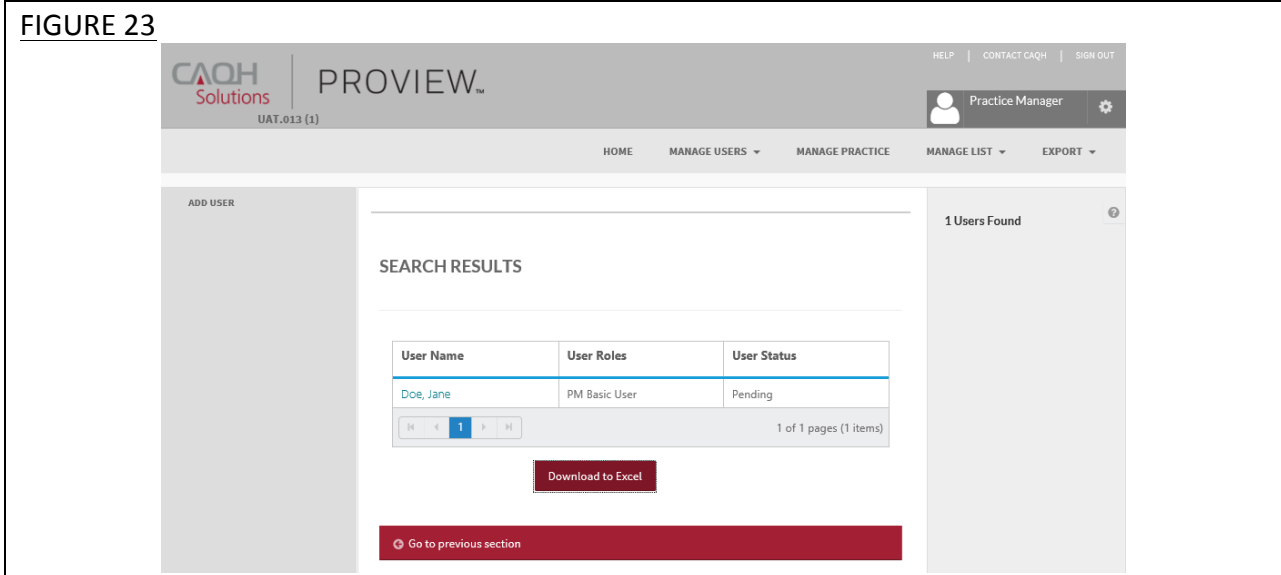 FIGURE 23
HELP | CONTACT CAQH | SIGN OUT
CAQH
Solutions
PROVIEW™
UAT.013 (1)
Practice Manager
HOME MANAGE USERS MANAGE PRACTICE MANAGE LIST EXPORT
ADD USER
1 Users Found
SEARCH RESULTS
User Name User Roles User Status
Doe, Jane PM Basic User Pending
1 1 of 1 pages (1 items)
Download to Excel
Go to previous section